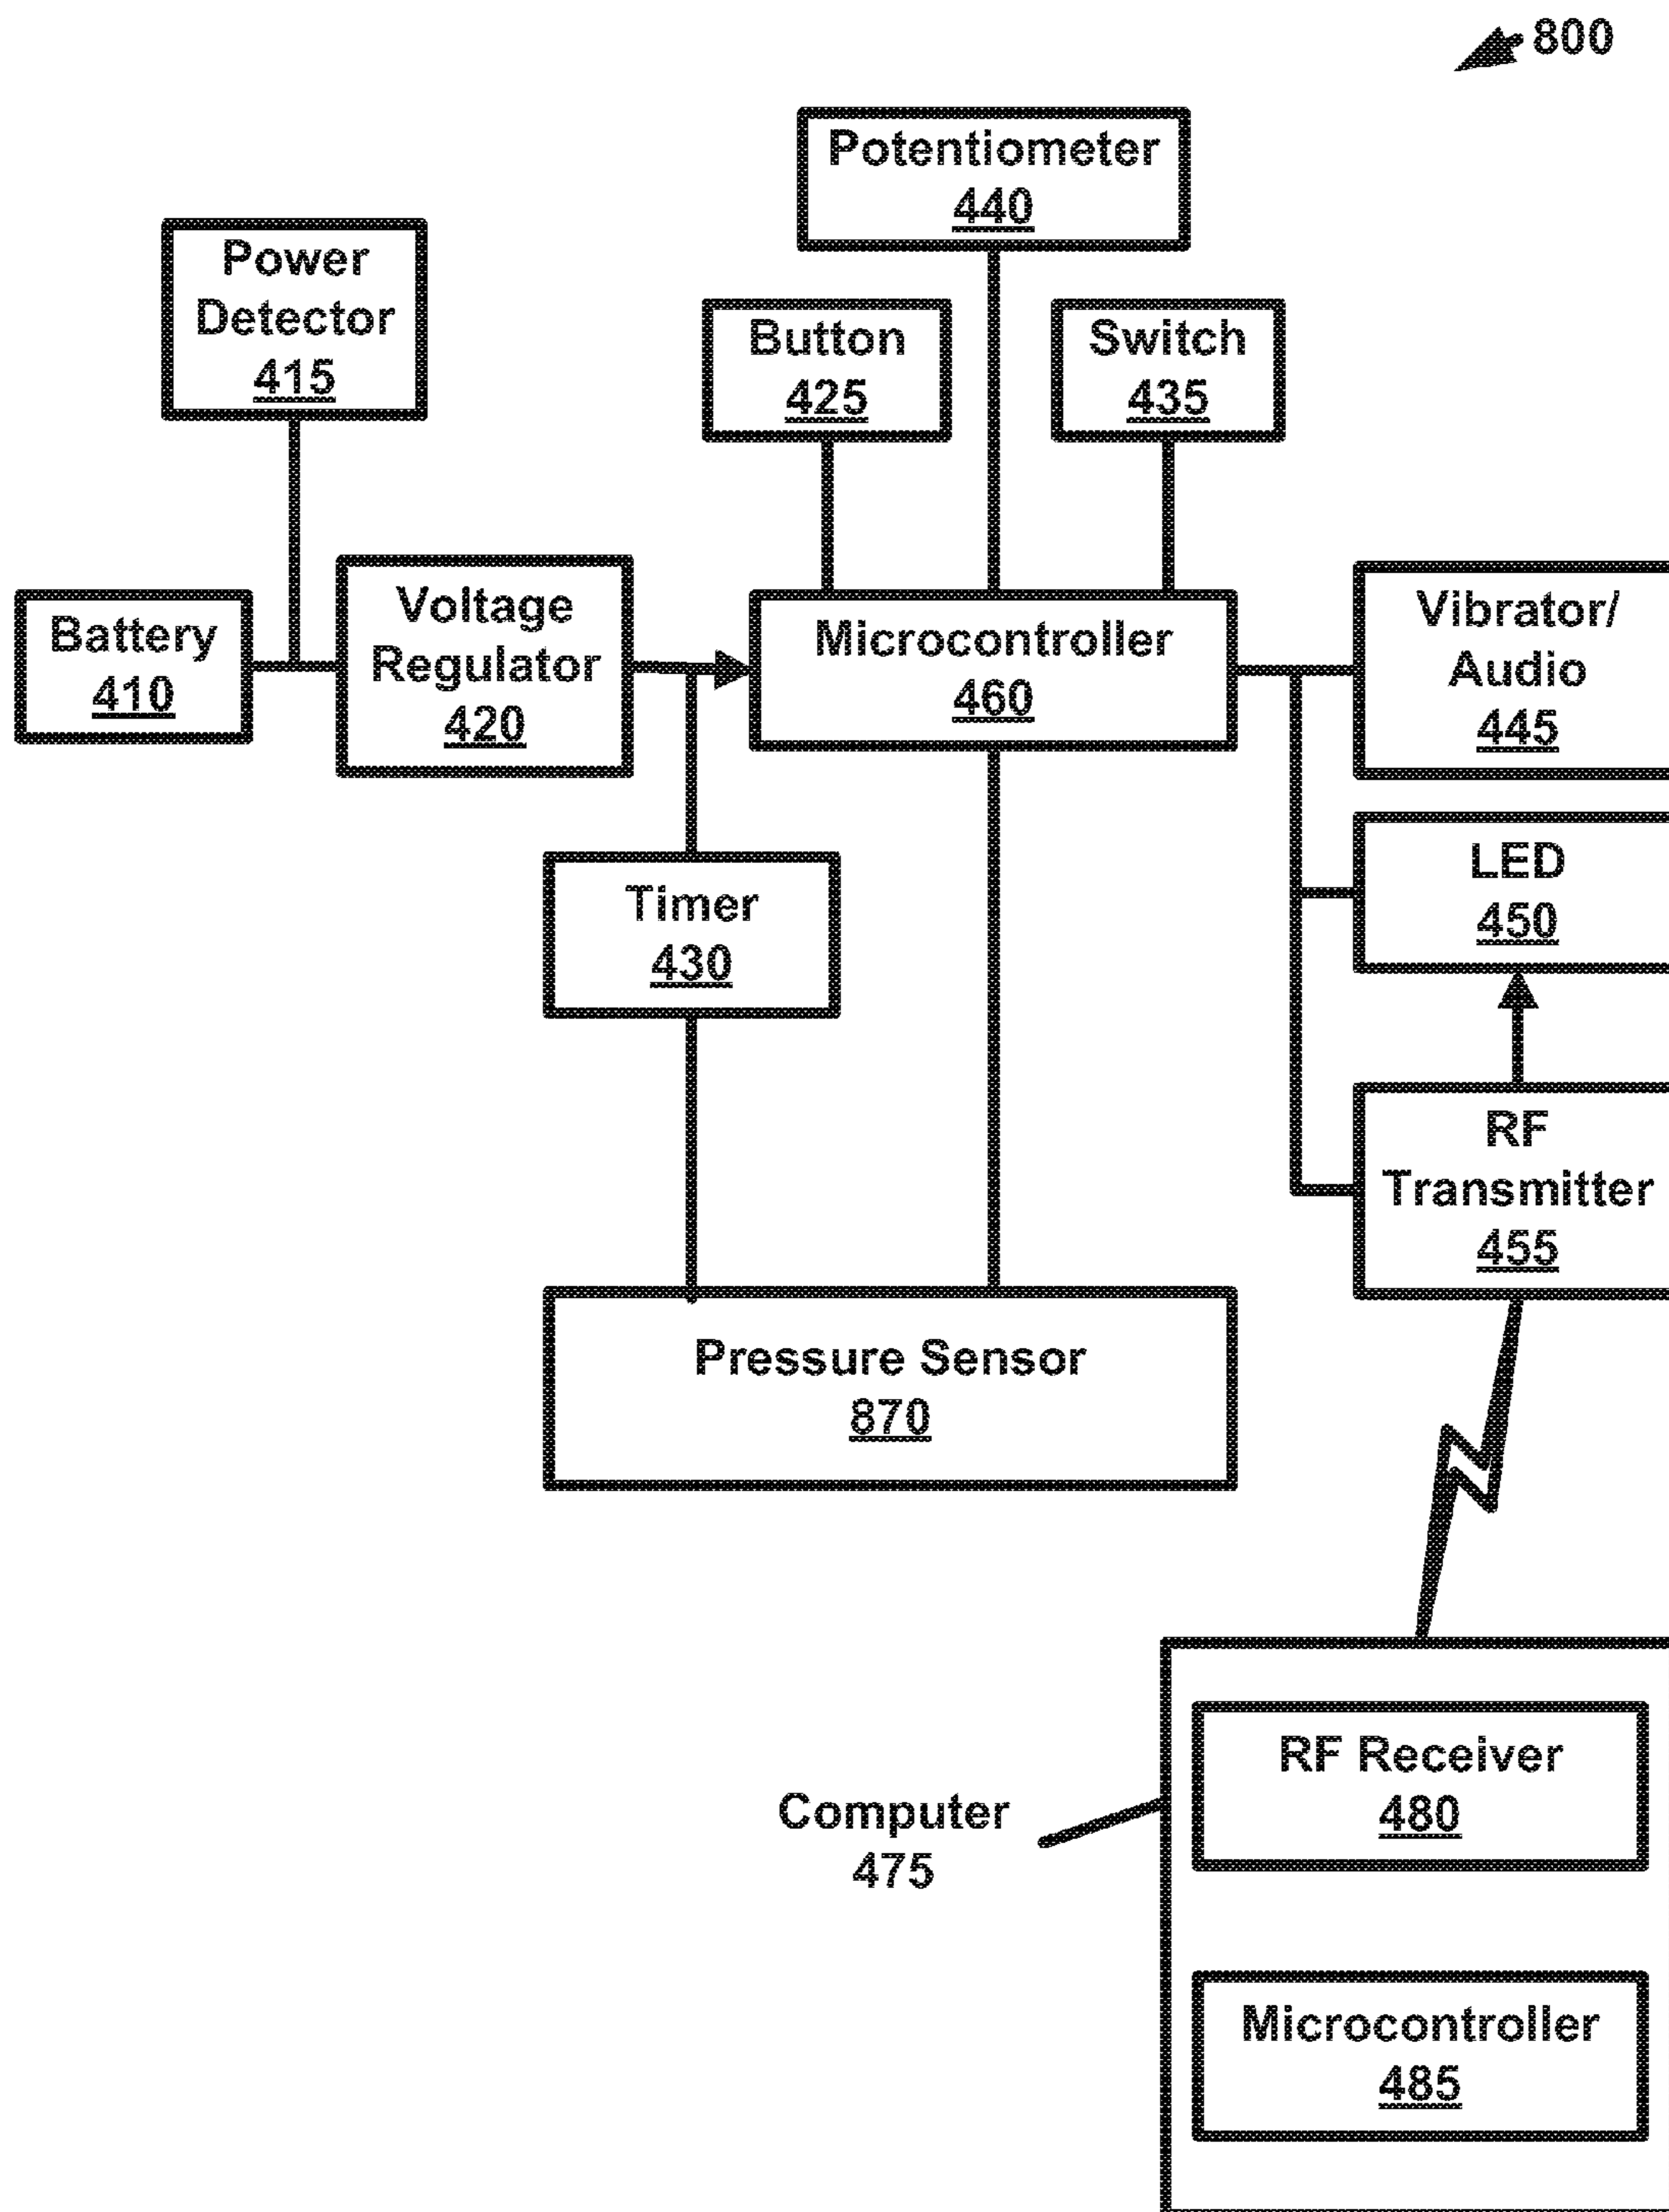 800
Potentiometer
440
Power
Detector
415
Button
425
Switch
435
Battery
410
Voltage
Regulator
420
Microcontroller
460
Vibrator/
Audio
445
LED
450
Timer
430
RF
Transmitter
455
Pressure Sensor
870
RF Receiver
480
Computer
475
Microcontroller
485